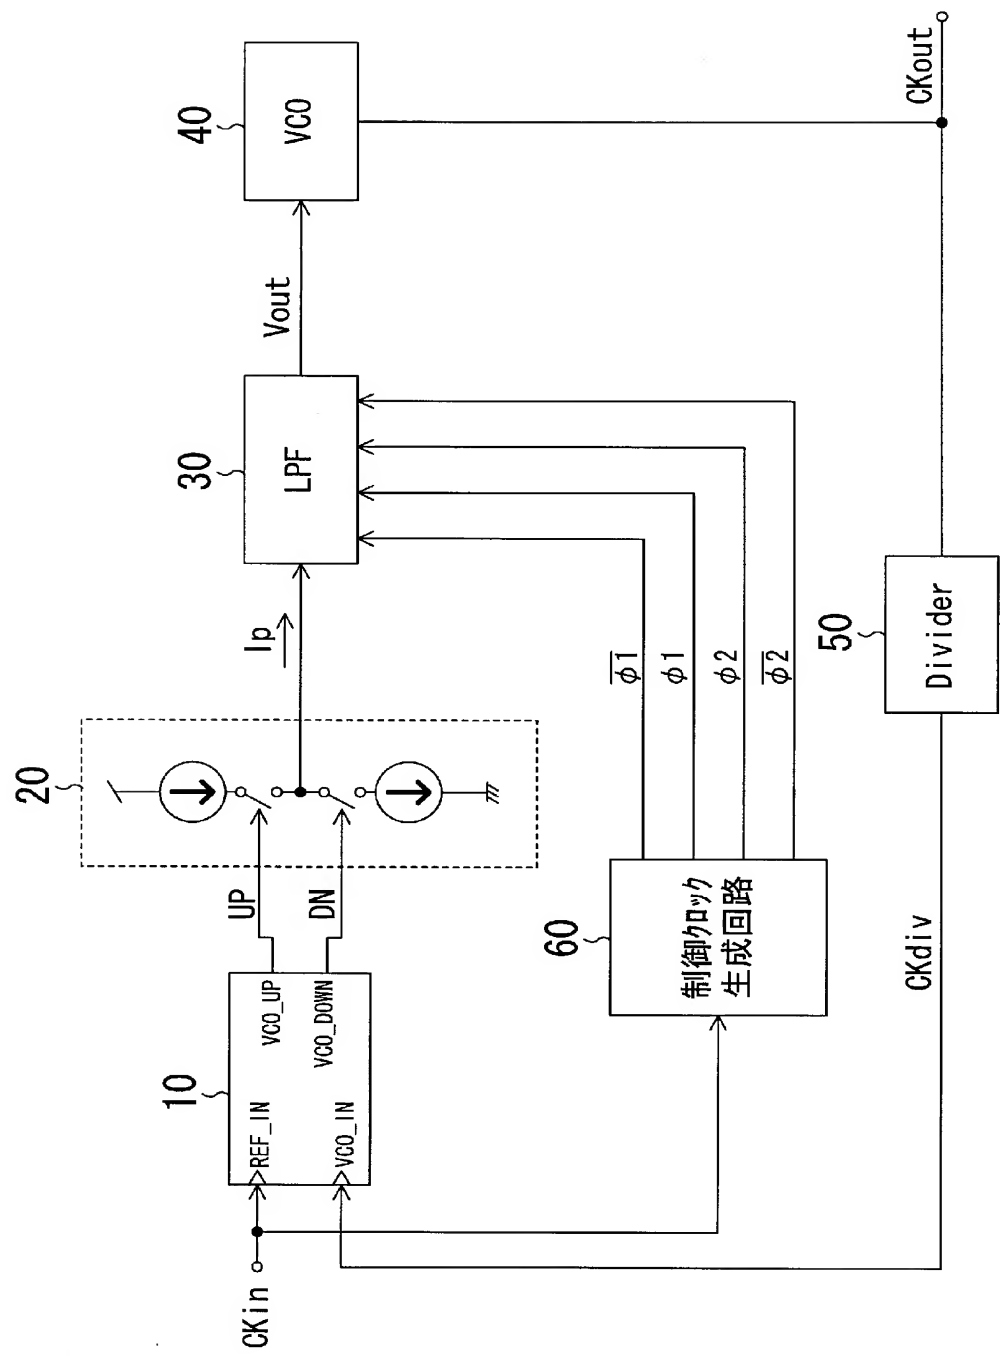 CKin
10
REF_IN
VCO_IN
VCO_UP
VCO_DOWN
UP
DN
20
Ip
30
LPF
Vout
40
VCO
60
制御クロック
生成回路
φ1
φ1
φ2
φ2
50
Divider
CKdiv
CKout